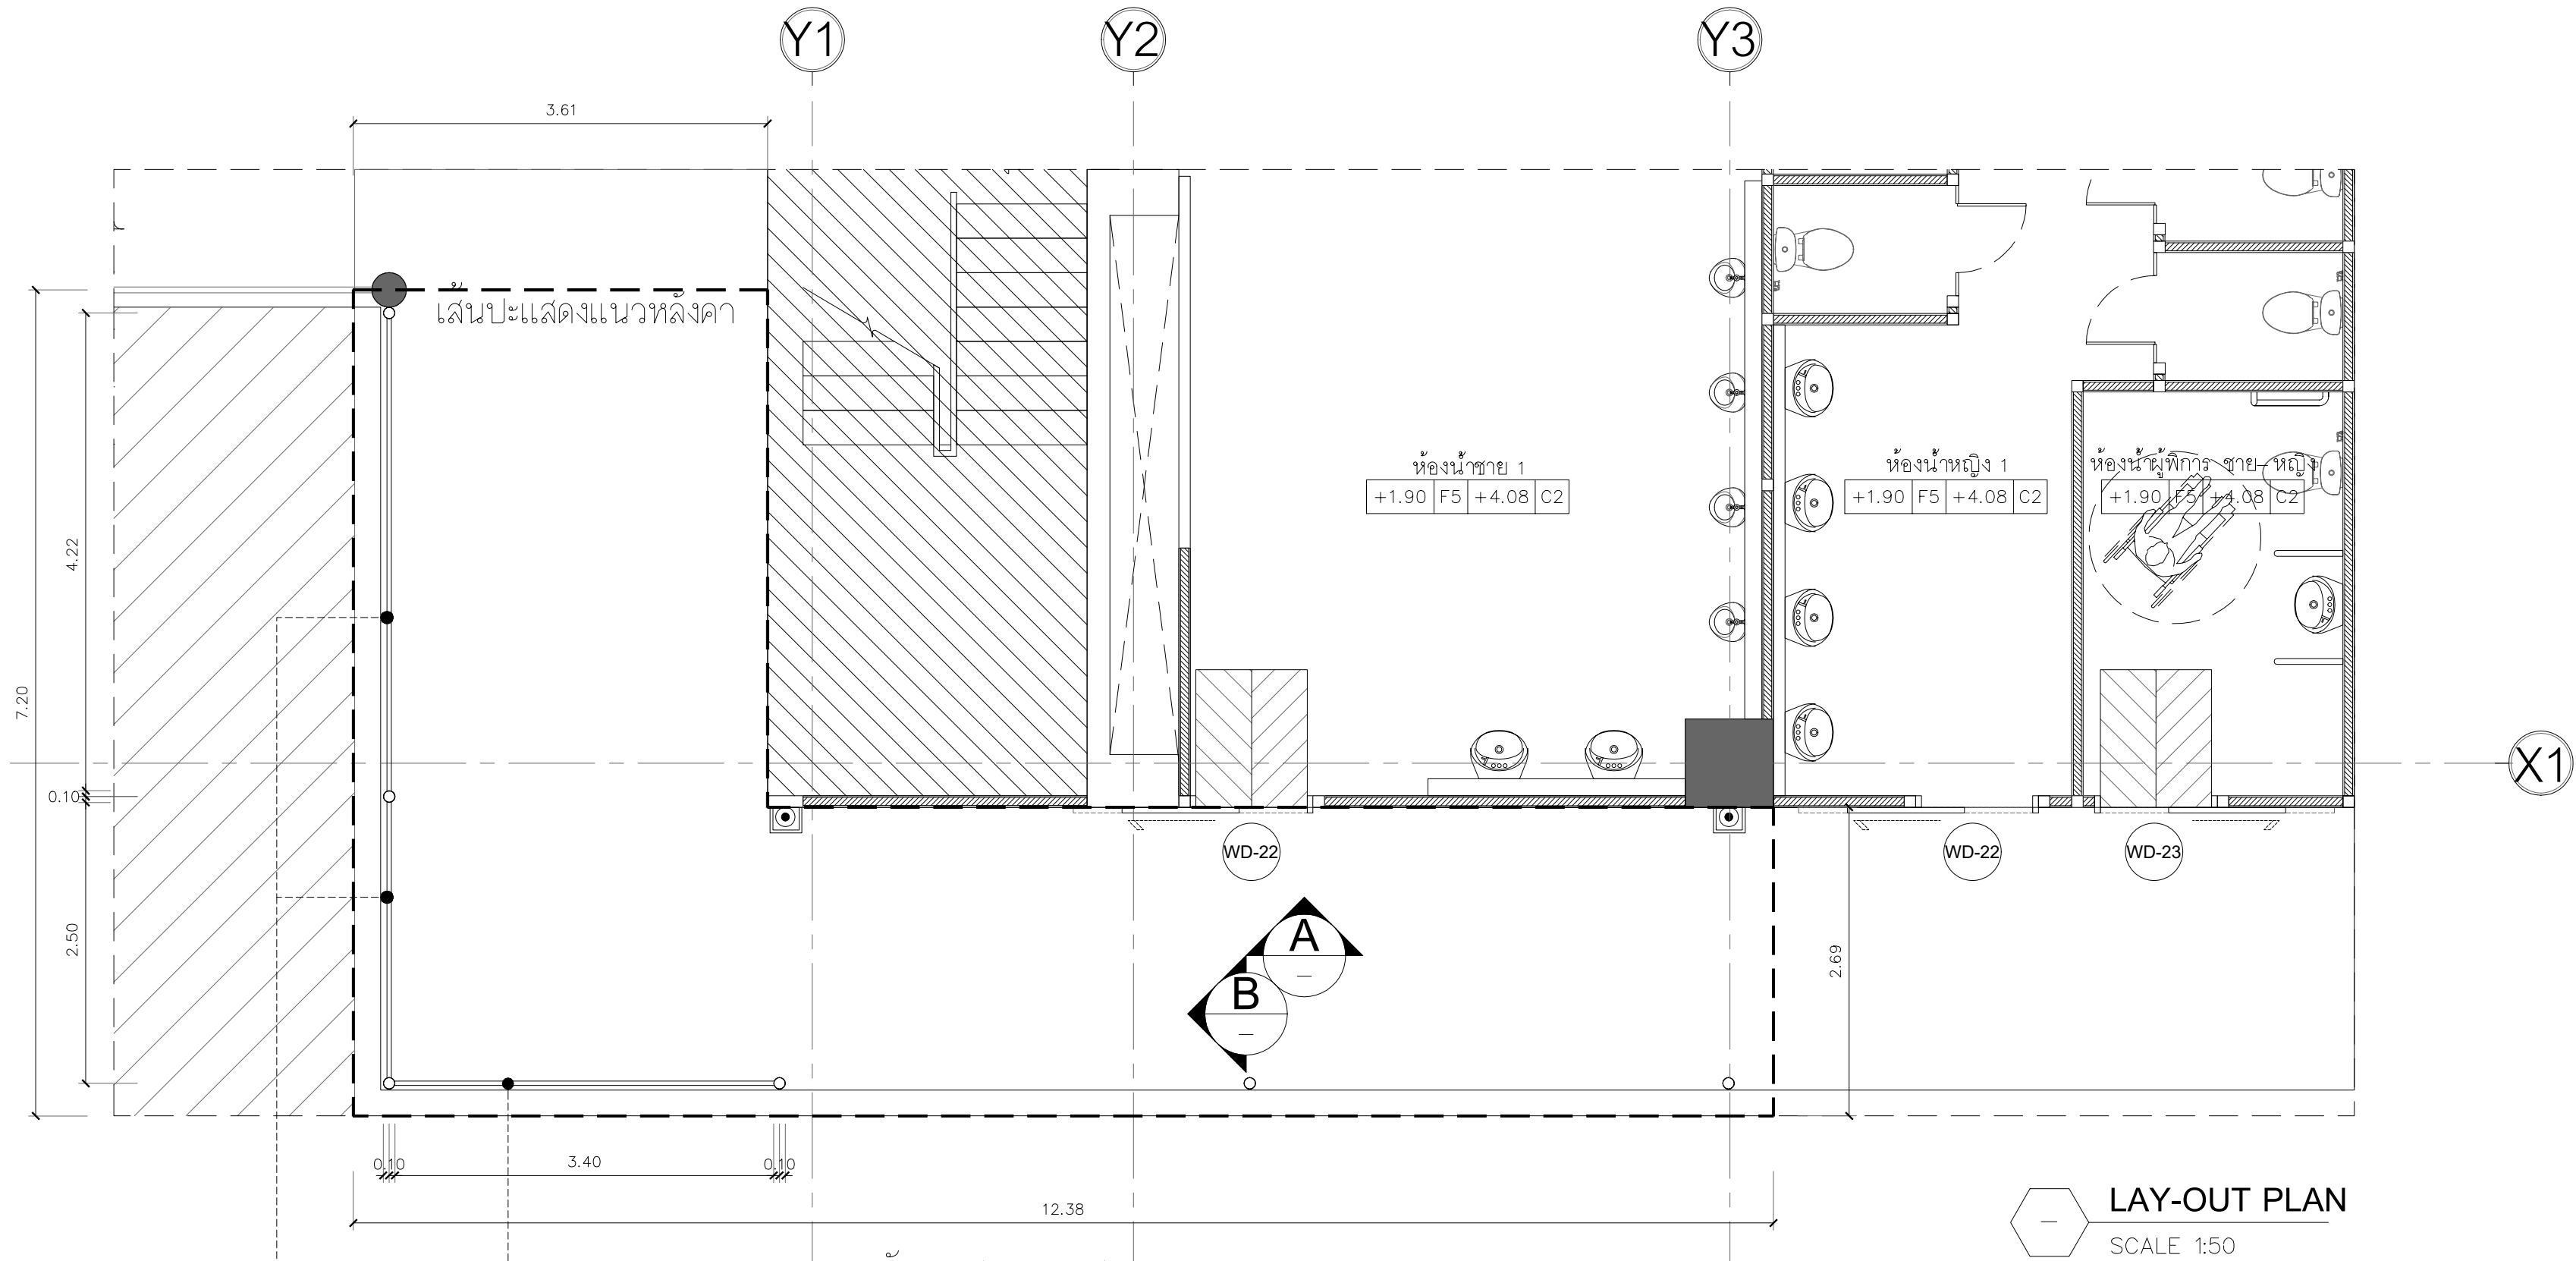 Y1
Y2
Y3
3.61
เส้นปะแสดงแนวหลังคา
ห้องน้ำชาย 1
+1.90 F5 +4.08 C2
ห้องน้ำหญิง 1
+1.90 F5 +4.08 C2
ห้องน้ำผู้พิการ ชาย-หญิง
+1.90 F5 +4.08 C2
4.22
7.20
0.10
2.50
X1
WD-22
WD-22
WD-23
A
B
2.69
0.10
3.40
0.10
12.38
LAY-OUT PLAN
SCALE 1:50